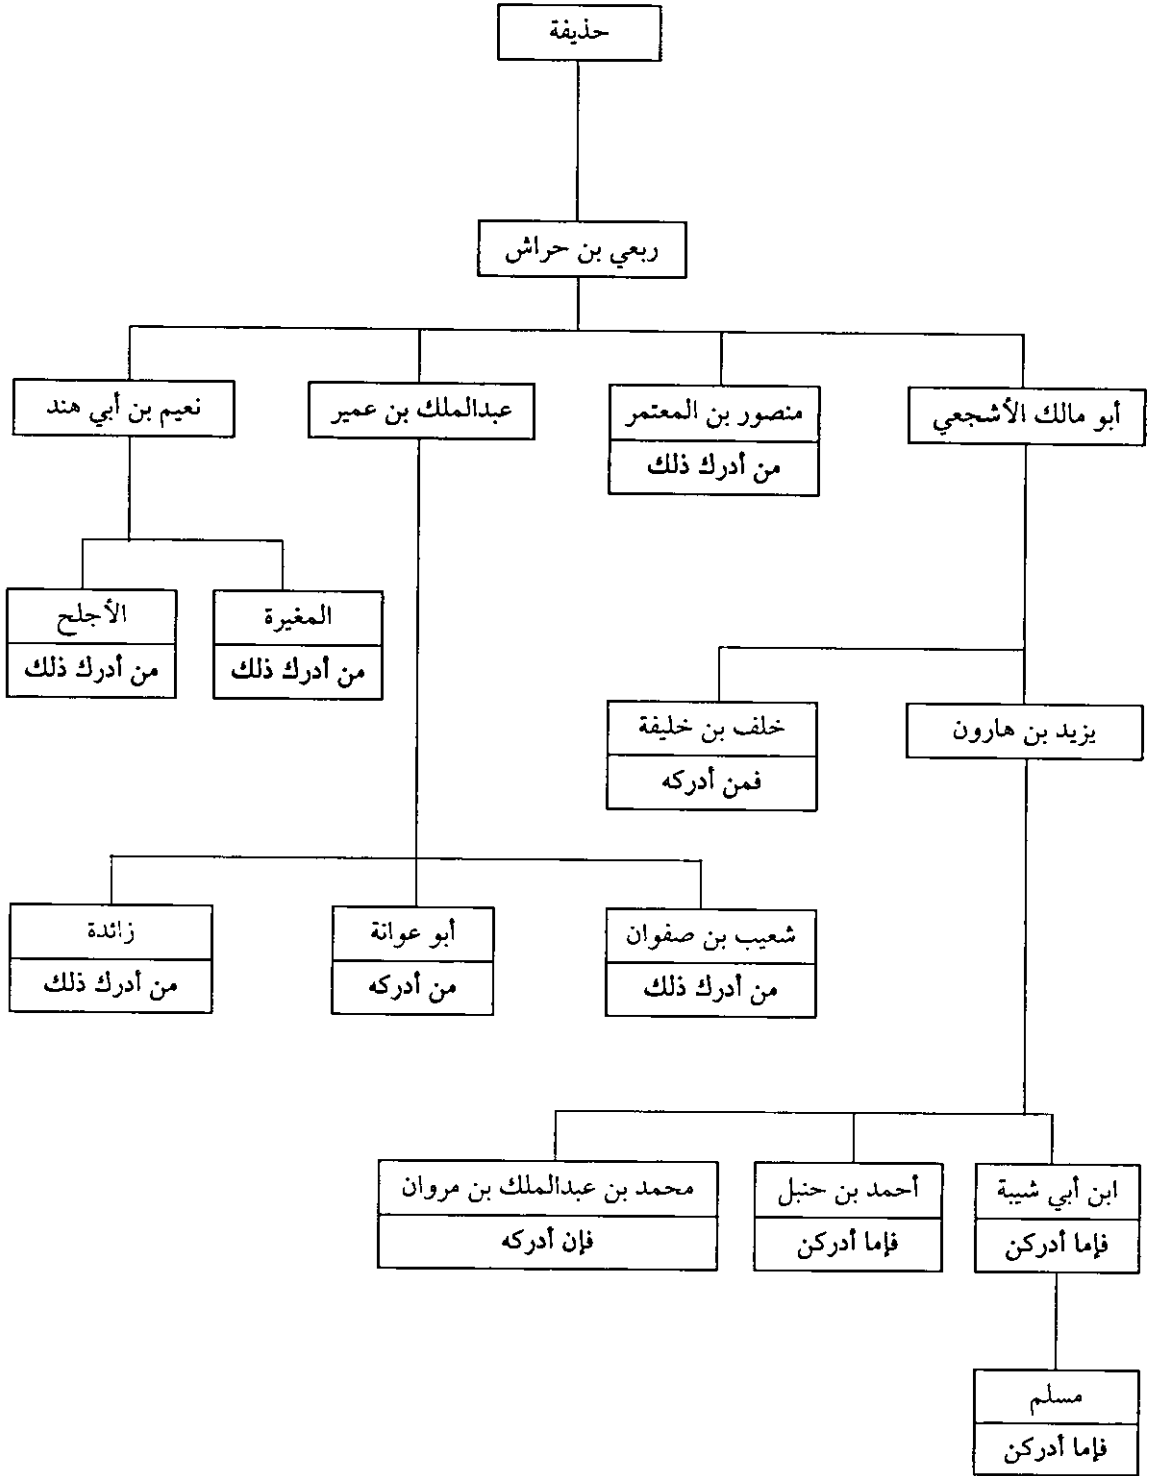 حذيفة
ربعي بن حراش
أبو مالك الأشجعي
منصور بن المعتمر
من أدرك ذلك
عبدالملك بن عمير
نعيم بن أبي هند
المغيرة
من أدرك ذلك
الأجلح
من أدرك ذلك
يزيد بن هارون
خلف بن خليفة
فمن أدركه
شعيب بن صفوان
من أدرك ذلك
أبو عوانة
من أدركه
زائدة
من أدرك ذلك
ابن أبي شيبة
فإما أدركن
أحمد بن حنبل
فإما أدركن
محمد بن عبدالملك بن مروان
فإن أدركه
مسلم
فإما أدركن